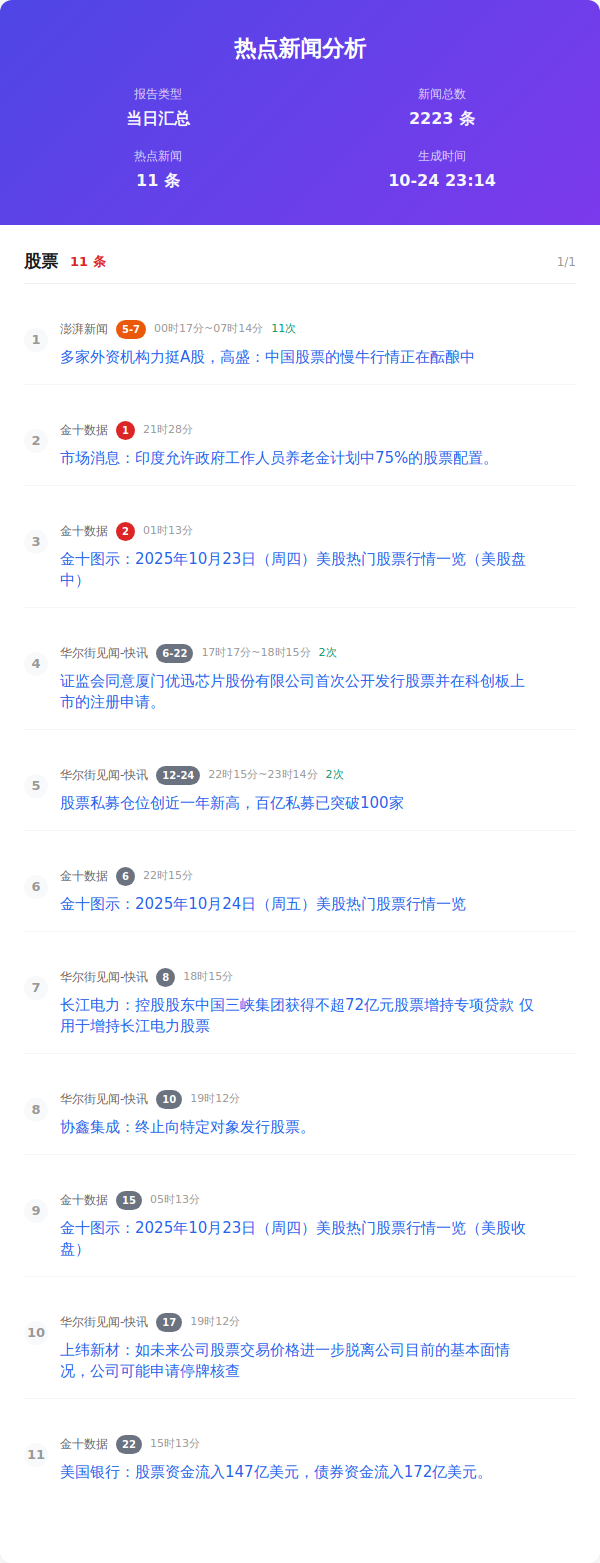 热点新闻分析
报告类型
当日汇总
新闻总数
2223 条
热点新闻
11 条
生成时间
10-24 23:14
股票 11 条 1/1
1
澎湃新闻 5-7 00时17分~07时14分 11次
多家外资机构力挺A股，高盛：中国股票的慢牛行情正在酝酿中
2
金十数据 1 21时28分
市场消息：印度允许政府工作人员养老金计划中75%的股票配置。
3
金十数据 2 01时13分
金十图示：2025年10月23日（周四）美股热门股票行情一览（美股盘
中）
4
华尔街见闻-快讯 6-22 17时17分~18时15分 2次
证监会同意厦门优迅芯片股份有限公司首次公开发行股票并在科创板上
市的注册申请。
5
华尔街见闻-快讯 12-24 22时15分~23时14分 2次
股票私募仓位创近一年新高，百亿私募已突破100家
6
金十数据 6 22时15分
金十图示：2025年10月24日（周五）美股热门股票行情一览
7
华尔街见闻-快讯 8 18时15分
长江电力：控股股东中国三峡集团获得不超72亿元股票增持专项贷款 仅
用于增持长江电力股票
8
华尔街见闻-快讯 10 19时12分
协鑫集成：终止向特定对象发行股票。
9
金十数据 15 05时13分
金十图示：2025年10月23日（周四）美股热门股票行情一览（美股收
盘）
10
华尔街见闻-快讯 17 19时12分
上纬新材：如未来公司股票交易价格进一步脱离公司目前的基本面情
况，公司可能申请停牌核查
11
金十数据 22 15时13分
美国银行：股票资金流入147亿美元，债券资金流入172亿美元。